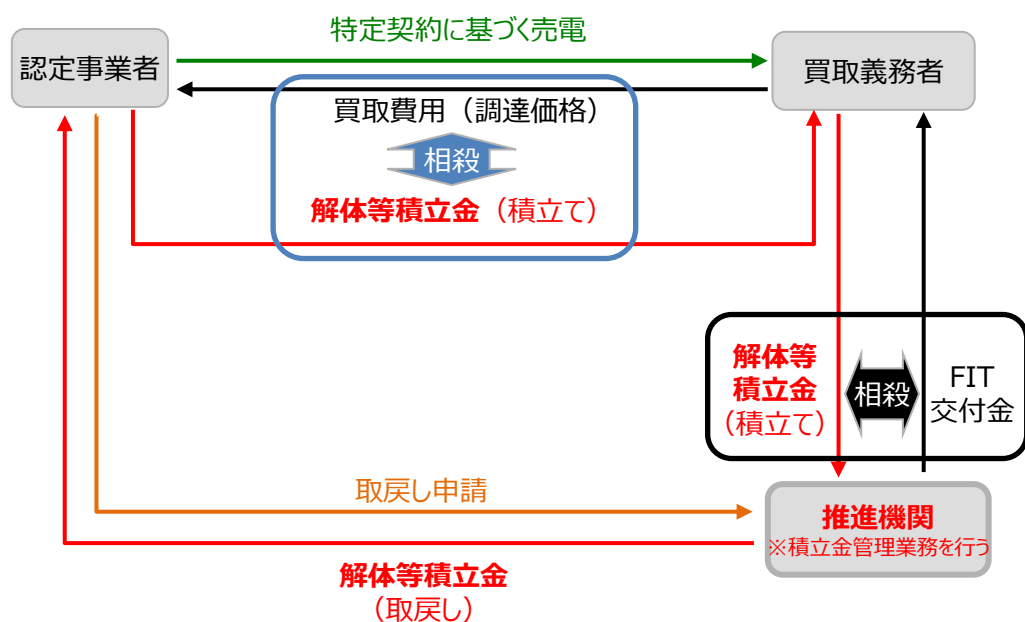 特定契約に基づく売電
認定事業者
買取義務者
買取費用（調達価格）
相殺
解体等積立金（積立て）
解体等
積立金
（積立て）
相殺
FIT
交付金
取戻し申請
推進機関
※積立金管理業務を行う
解体等積立金
（取戻し）